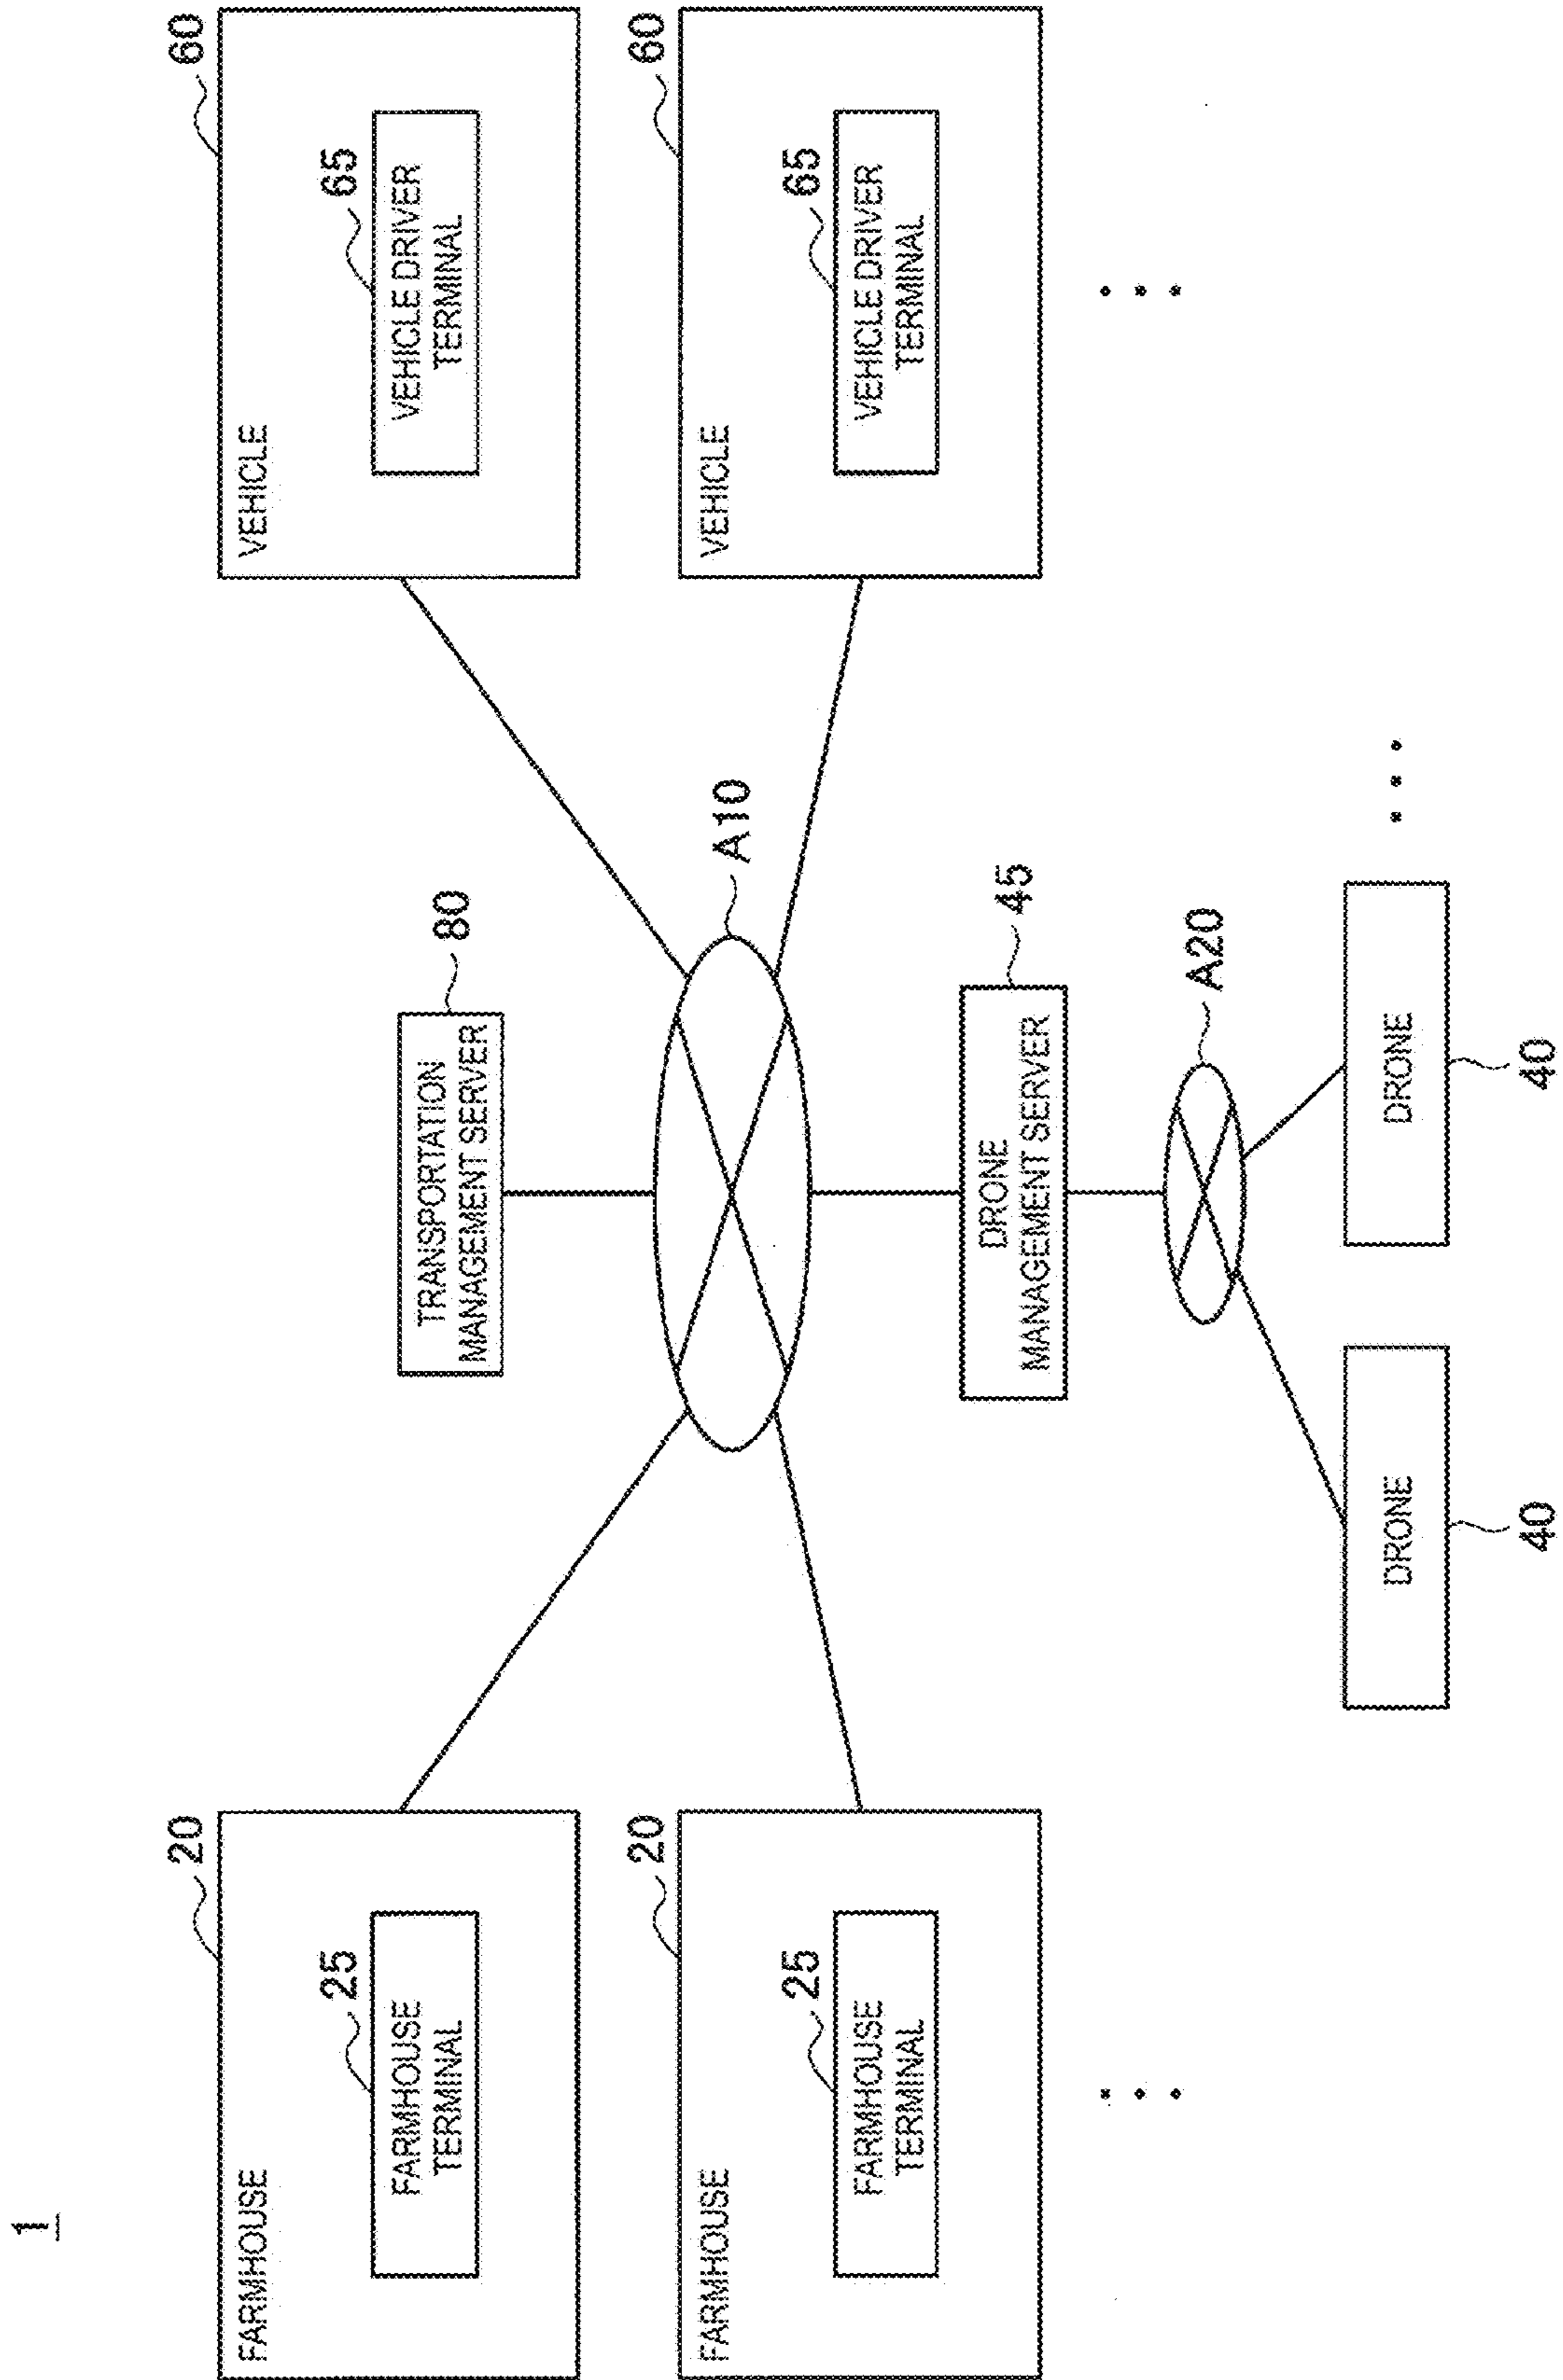 1
20
FARMHOUSE
25
FARMHOUSE
TERMINAL
20
FARMHOUSE
25
FARMHOUSE
TERMINAL
80
TRANSPORTATION
MANAGEMENT SERVER
A10
45
DRONE
MANAGEMENT SERVER
A20
DRONE
40
DRONE
40
60
VEHICLE
65
VEHICLE DRIVER
TERMINAL
60
VEHICLE
65
VEHICLE DRIVER
TERMINAL